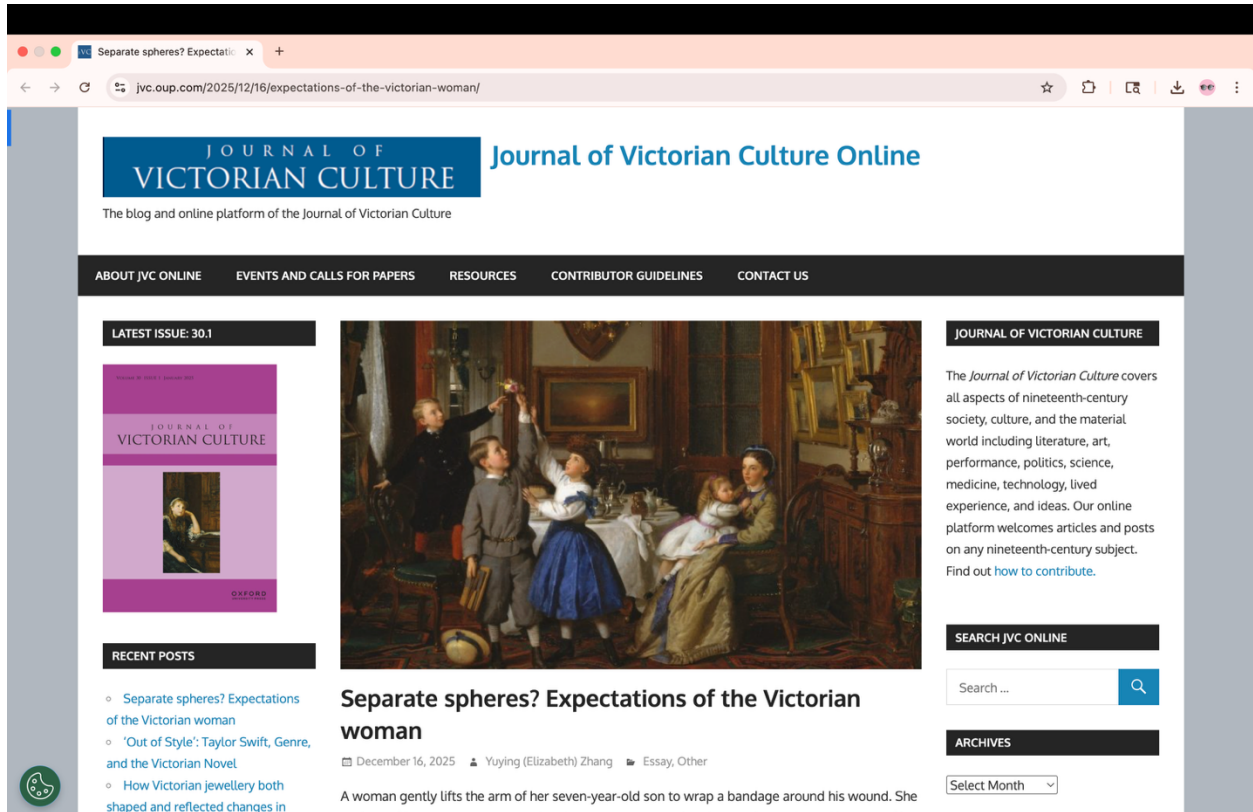 Separate spheres? Expectatic
jvc.oup.com/2025/12/16/expectations-of-the-victorian-woman/
JOURNAL OF
VICTORIAN CULTURE
Journal of Victorian Culture Online
The blog and online platform of the Journal of Victorian Culture
ABOUT JVC ONLINE EVENTS AND CALLS FOR PAPERS RESOURCES CONTRIBUTOR GUIDELINES CONTACT US
LATEST ISSUE: 30.1
JOURNAL OF
VICTORIAN CULTURE
OXFORD
RECENT POSTS
Separate spheres? Expectations
of the Victorian woman
'Out of Style': Taylor Swift, Genre,
and the Victorian Novel
How Victorian jewellery both
shaped and reflected changes in
Separate spheres? Expectations of the Victorian
woman
December 16, 2025 Yuying (Elizabeth) Zhang Essay, Other
A woman gently lifts the arm of her seven-year-old son to wrap a bandage around his wound. She
JOURNAL OF VICTORIAN CULTURE
The Journal of Victorian Culture covers
all aspects of nineteenth-century
society, culture, and the material
world including literature, art,
performance, politics, science,
medicine, technology, lived
experience, and ideas. Our online
platform welcomes articles and posts
on any nineteenth-century subject.
Find out how to contribute.
SEARCH JVC ONLINE
Search ...
ARCHIVES
Select Month